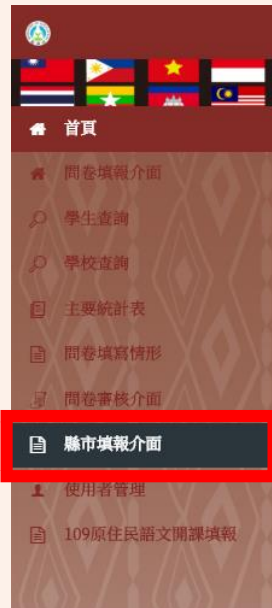 首頁
問卷填報介面
學生查詢
學校查詢
主要統計表
問卷填寫情形
問卷審核介面
縣市填報介面
使用者管理
109原住民語文開課填報